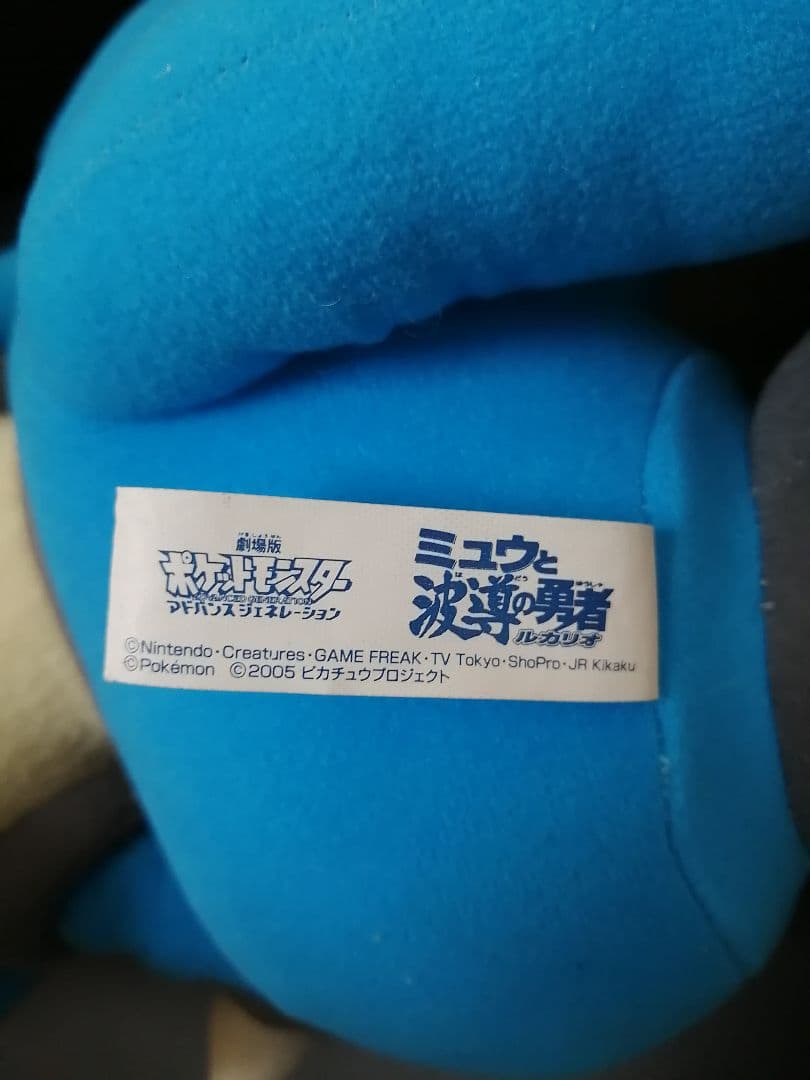 劇場版
ポケットモンスター
ADVANCED GENERATION
アドバンスジェネレーション
ミュウと
波導の勇者
ルカリオ
©Nintendo・Creatures・GAME FREAK・TV Tokyo・ShoPro・JR Kikaku
©Pokémon ©2005 ピカチュウプロジェクト